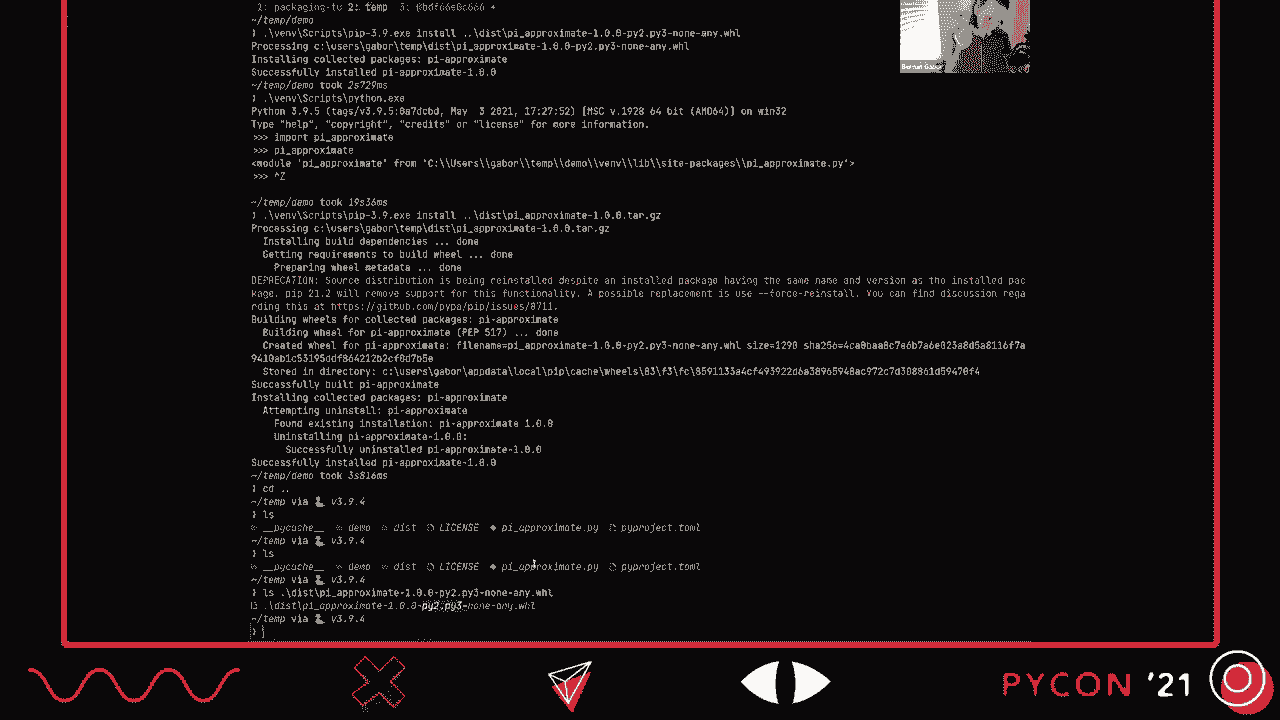 1: packaging-tu 2: temp 3: @bdf66e0c666 *
~/temp/demo
❯ .\venv\Scripts\pip-3.9.exe install ..\dist\pi_approximate-1.0.0-py2.py3-none-any.whl
Processing c:\users\gabor\temp\dist\pi_approximate-1.0.0-py2.py3-none-any.whl
Installing collected packages: pi-approximate
Successfully installed pi-approximate-1.0.0
~/temp/demo took 2s729ms
❯ .\venv\Scripts\python.exe
Python 3.9.5 (tags/v3.9.5:0a7dcbd, May  3 2021, 17:27:52) [MSC v.1928 64 bit (AMD64)] on win32
Type "help", "copyright", "credits" or "license" for more information.
>>> import pi_approximate
>>> pi_approximate
<module 'pi_approximate' from 'C:\\Users\\gabor\\temp\\demo\\venv\\lib\\site-packages\\pi_approximate.py'>
>>> ^Z
~/temp/demo took 19s36ms
❯ .\venv\Scripts\pip-3.9.exe install ..\dist\pi_approximate-1.0.0.tar.gz
Processing c:\users\gabor\temp\dist\pi_approximate-1.0.0.tar.gz
Installing build dependencies ... done
Getting requirements to build wheel ... done
Preparing wheel metadata ... done
DEPRECATION: Source distribution is being reinstalled despite an installed package having the same name and version as the installed pac
kage. pip 21.2 will remove support for this functionality. A possible replacement is use --force-reinstall. You can find discussion rega
rding this at https://github.com/pypa/pip/issues/8711.
Building wheels for collected packages: pi-approximate
Building wheel for pi-approximate (PEP 517) ... done
Created wheel for pi-approximate: filename=pi_approximate-1.0.0-py2.py3-none-any.whl size=1290 sha256=4ca0baa8c7e6b7a6e023a8d5a8116f7a
9410ab1c53195ddf864212b2cf0d7b5e
Stored in directory: c:\users\gabor\appdata\local\pip\cache\wheels\83\f3\fc\8591133a4cf493922d6a38965948ac972c7d308861d59470f4
Successfully built pi-approximate
Installing collected packages: pi-approximate
Attempting uninstall: pi-approximate
Found existing installation: pi-approximate 1.0.0
Uninstalling pi-approximate-1.0.0:
Successfully uninstalled pi-approximate-1.0.0
Successfully installed pi-approximate-1.0.0
~/temp/demo took 3s816ms
❯ cd ..
~/temp via v3.9.4
❯ ls
__pycache__ demo dist LICENSE pi_approximate.py pyproject.toml
~/temp via v3.9.4
❯ ls
__pycache__ demo dist LICENSE pi_approximate.py pyproject.toml
~/temp via v3.9.4
❯ ls .\dist\pi_approximate-1.0.0-py2.py3-none-any.whl
.\dist\pi_approximate-1.0.0-py2.py3-none-any.whl
~/temp via v3.9.4
❯
PYCON '21